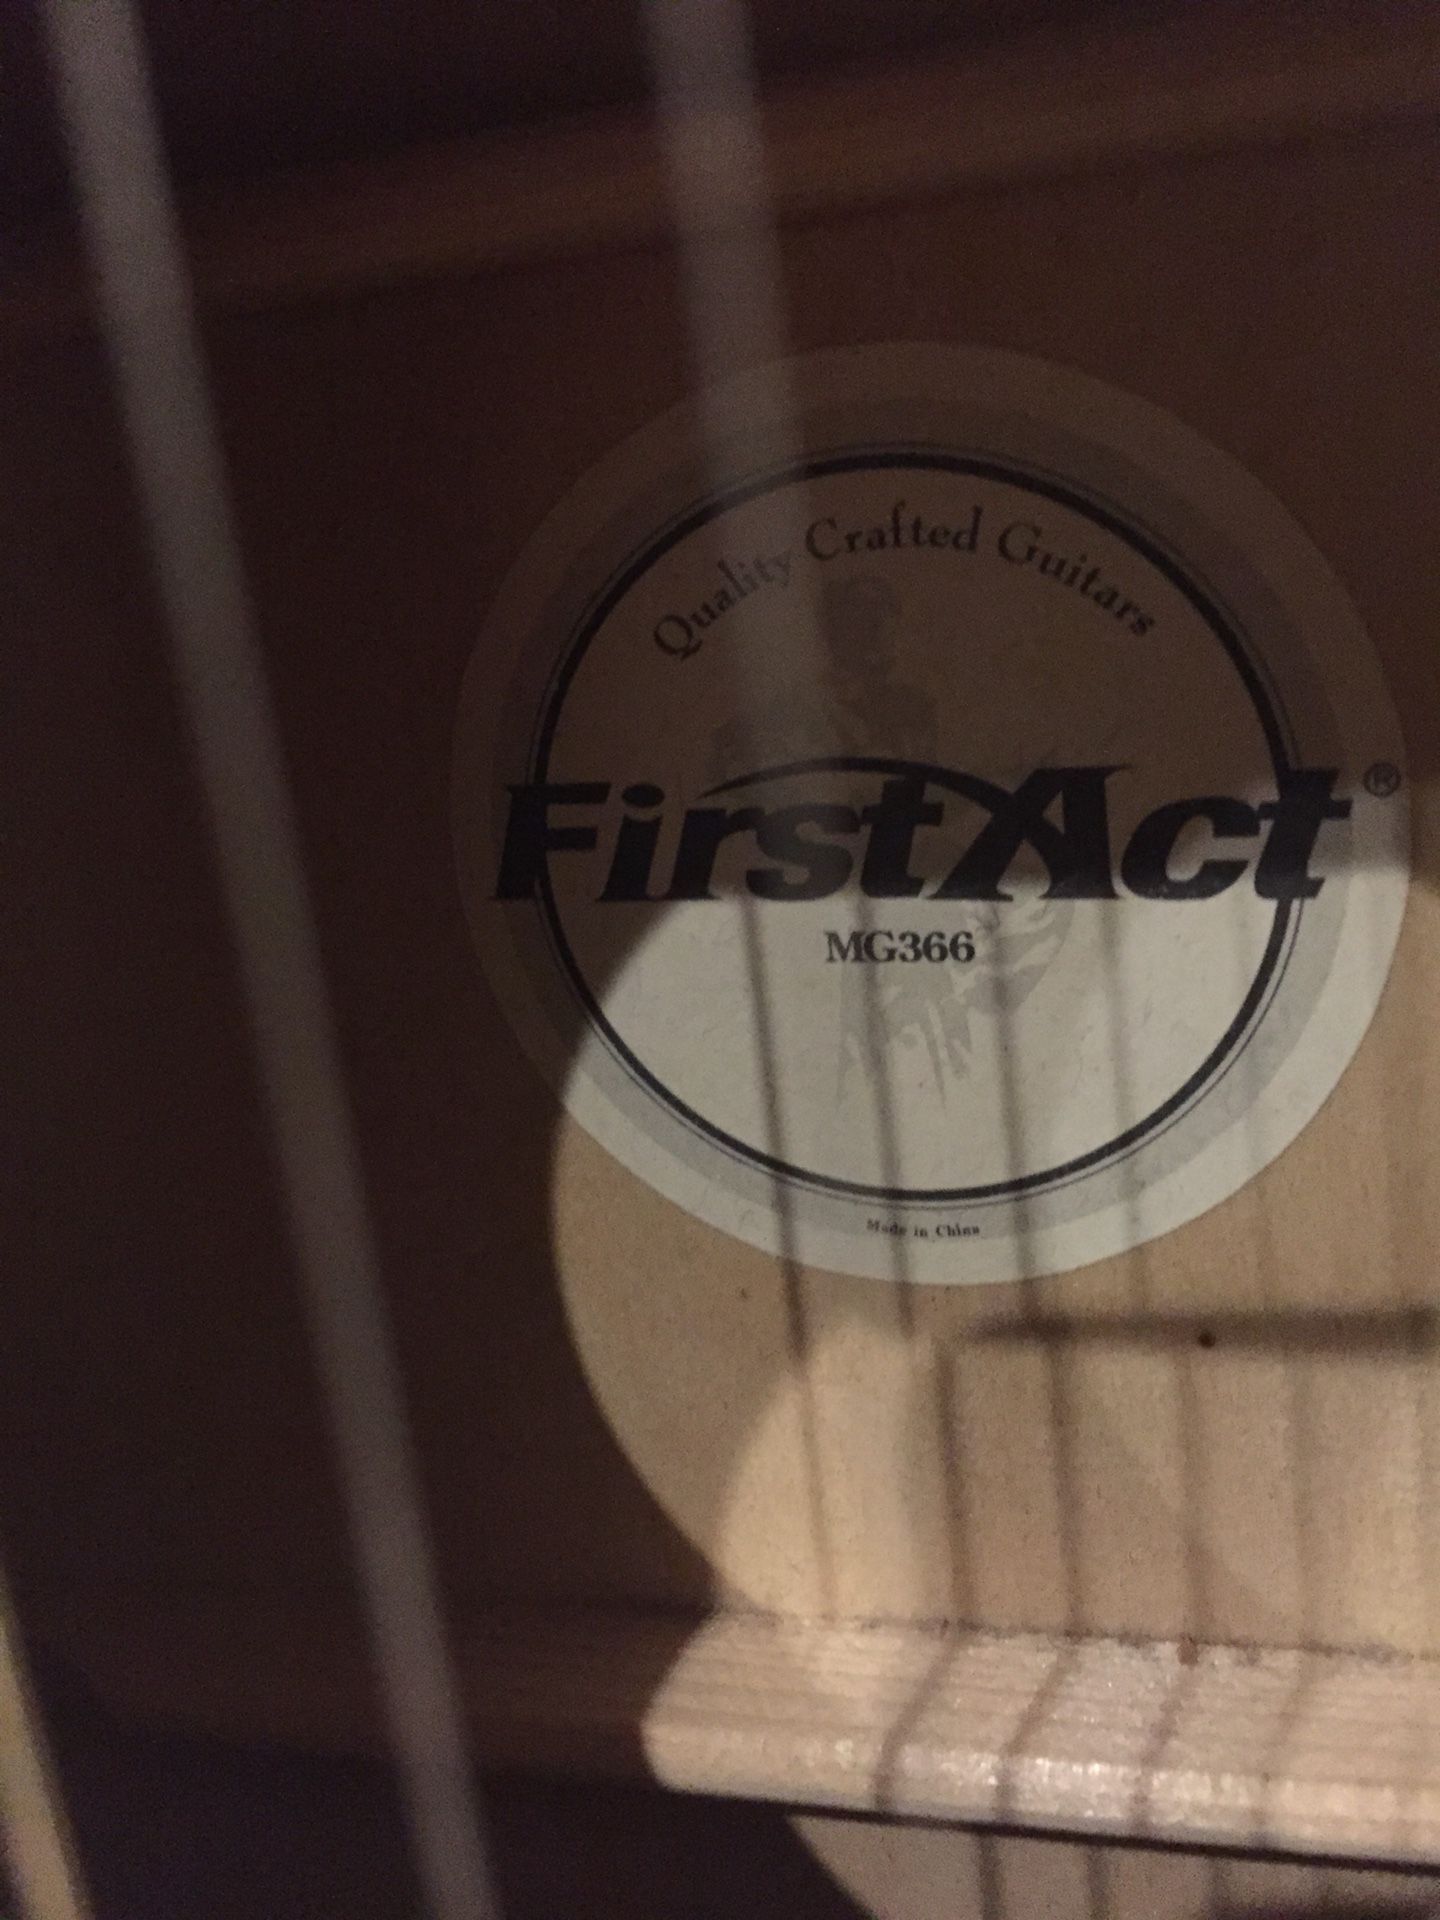 Quality Crafted Guitars
FirstAct®
MG366
Made in China